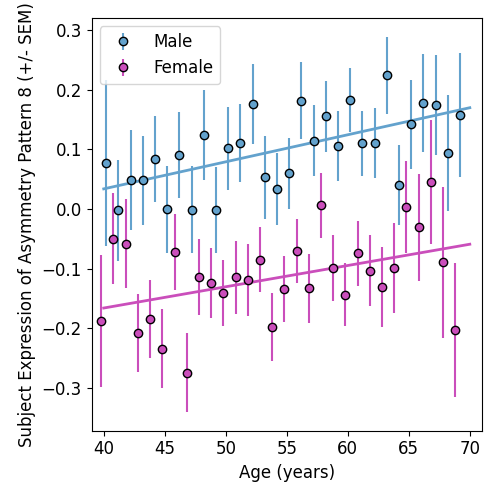 Subject Expression of Asymmetry Pattern 8 (+/- SEM)
0.3
0.2
0.1
0.0
−0.1
−0.2
−0.3
Male
Female
40 45 50 55 60 65 70
Age (years)